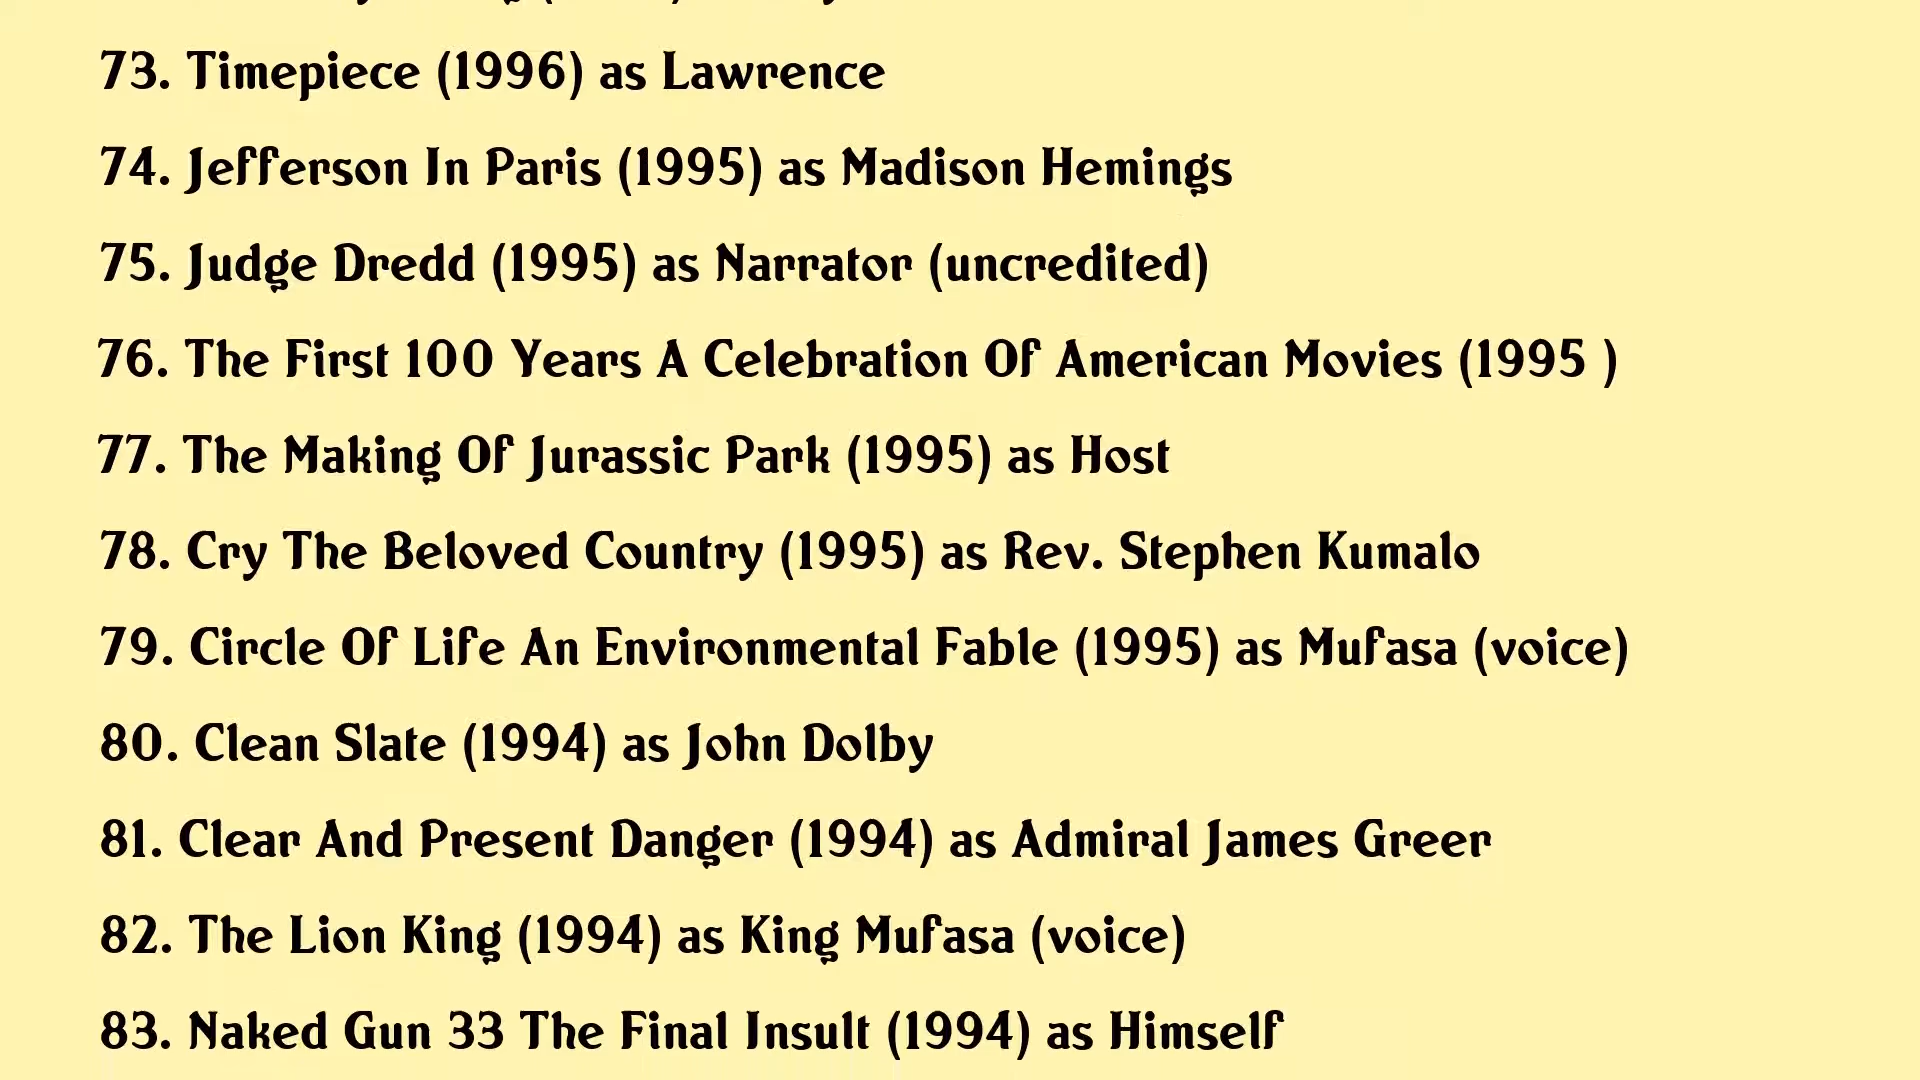 73. Timepiece (1996) as Lawrence
74. Jefferson In Paris (1995) as Madison Hemings
75. Judge Dredd (1995) as Narrator (uncredited)
76. The First 100 Years A Celebration Of American Movies (1995 )
77. The Making Of Jurassic Park (1995) as Host
78. Cry The Beloved Country (1995) as Rev. Stephen Kumalo
79. Circle Of Life An Environmental Fable (1995) as Mufasa (voice)
80. Clean Slate (1994) as John Dolby
81. Clear And Present Danger (1994) as Admiral James Greer
82. The Lion King (1994) as King Mufasa (voice)
83. Naked Gun 33 The Final Insult (1994) as Himself